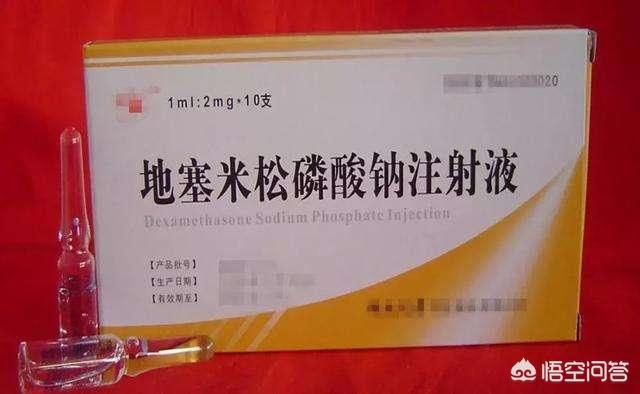 1ml:2mg*10支
020
地塞米松磷酸钠注射液
Dexamethasone Sodium Phosphate Injection
【产品批号】
【生产日期】
【有效期至】
悟空问答